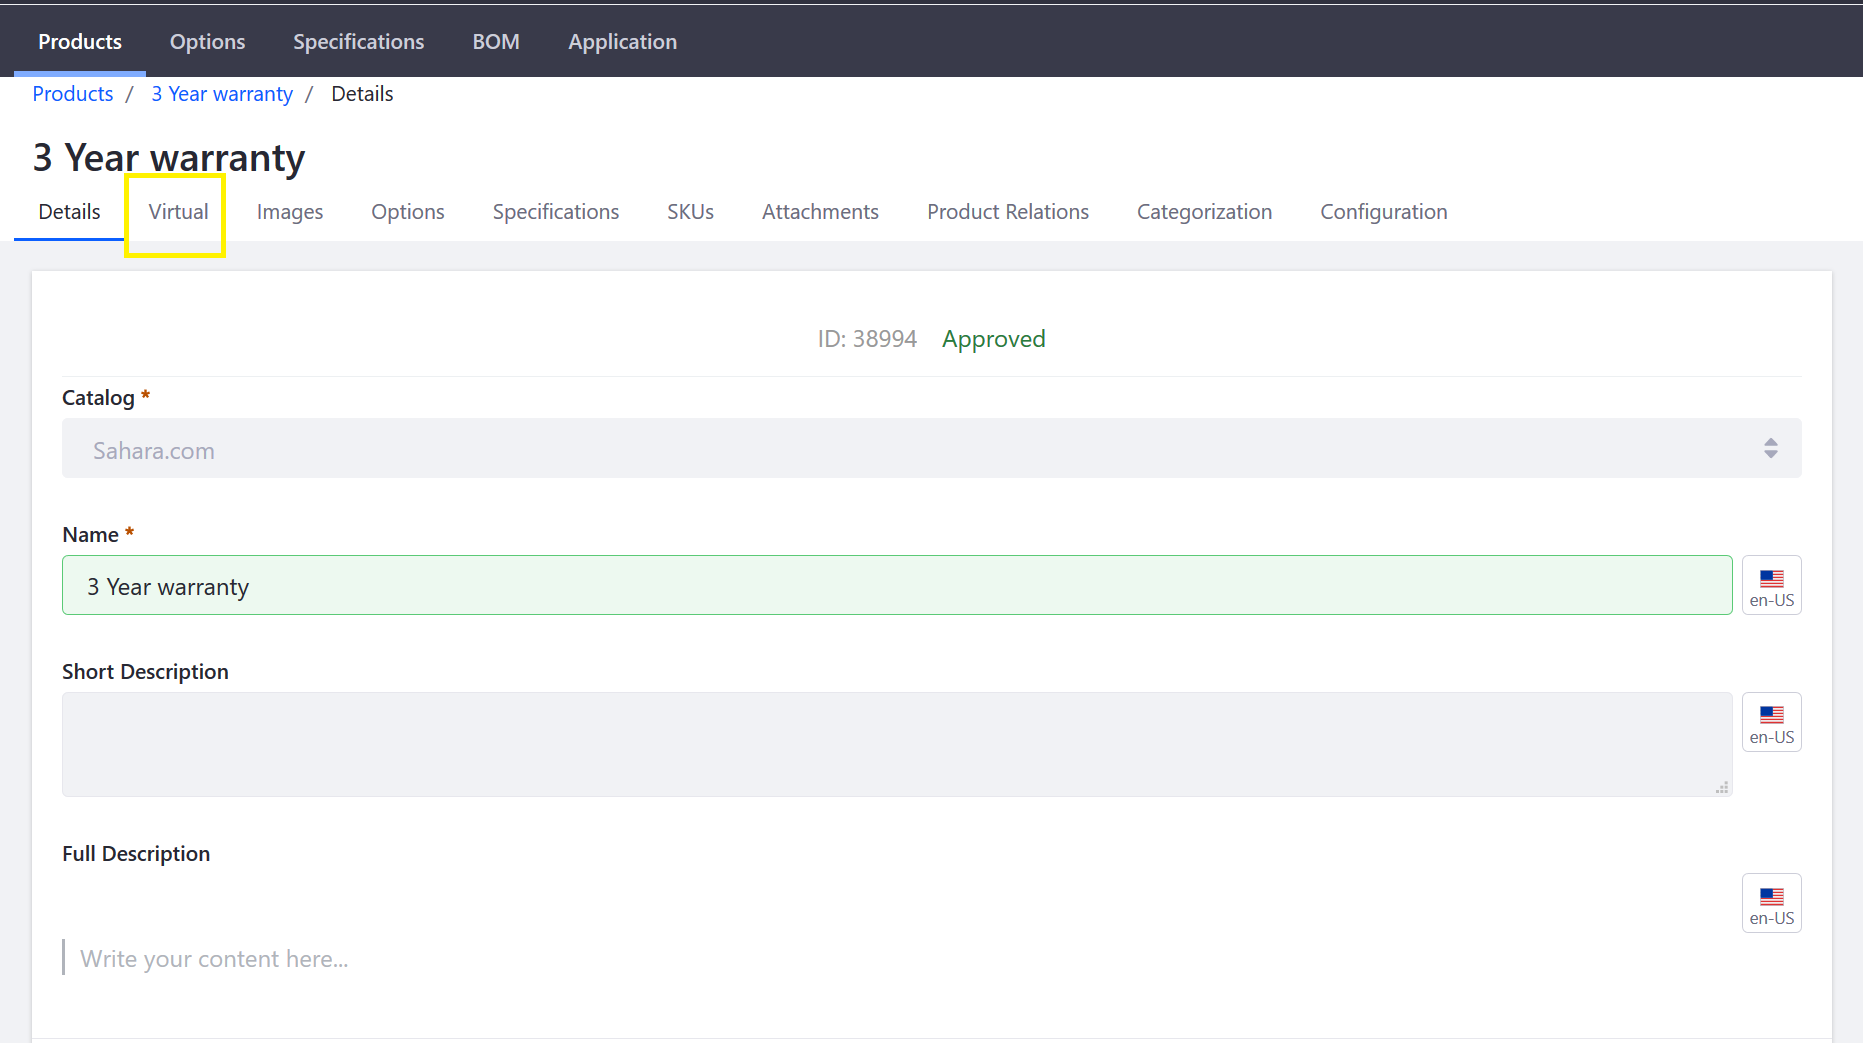 Products Options Specifications BOM Application
Products / 3 Year warranty / Details
3 Year warranty
Details Virtual Images Options Specifications SKUs Attachments Product Relations Categorization Configuration
ID: 38994 Approved
Catalog *
Sahara.com
Name *
3 Year warranty
en-US
Short Description
en-US
Full Description
en-US
Write your content here...